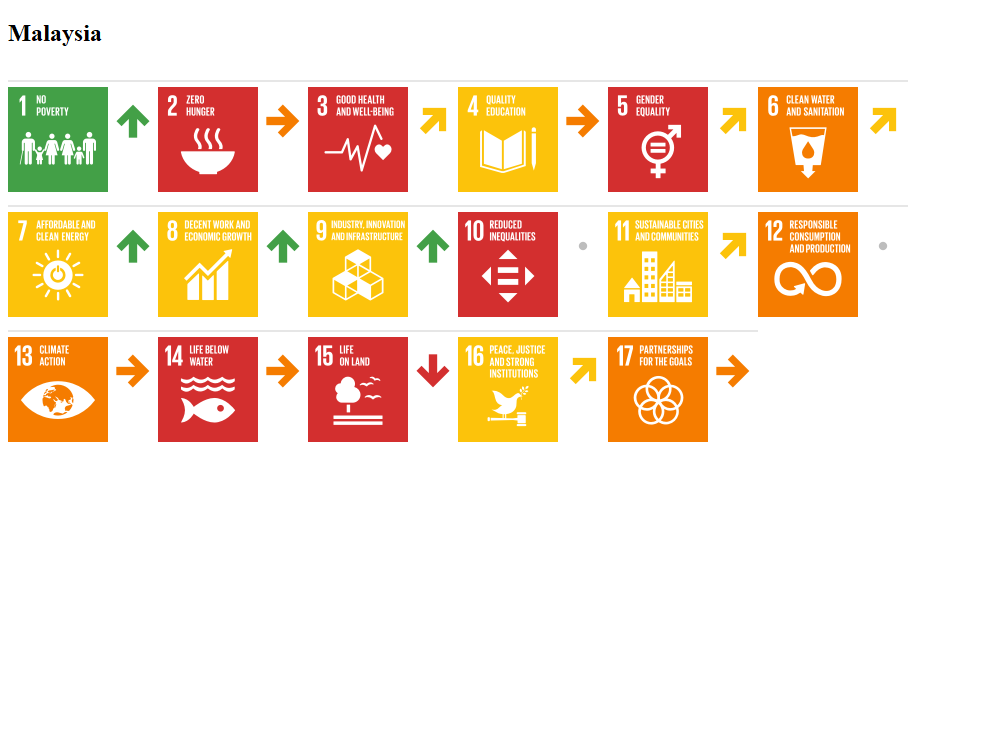 Malaysia
1 NO
POVERTY
2 ZERO
HUNGER
3 GOOD HEALTH
AND WELL-BEING
4 QUALITY
EDUCATION
5 GENDER
EQUALITY
6 CLEAN WATER
AND SANITATION
7 AFFORDABLE AND
CLEAN ENERGY
8 DECENT WORK AND
ECONOMIC GROWTH
9 INDUSTRY, INNOVATION
AND INFRASTRUCTURE
10 REDUCED
INEQUALITIES
11 SUSTAINABLE CITIES
AND COMMUNITIES
12 RESPONSIBLE
CONSUMPTION
AND PRODUCTION
13 CLIMATE
ACTION
14 LIFE BELOW
WATER
15 LIFE
ON LAND
16 PEACE, JUSTICE
AND STRONG
INSTITUTIONS
17 PARTNERSHIPS
FOR THE GOALS